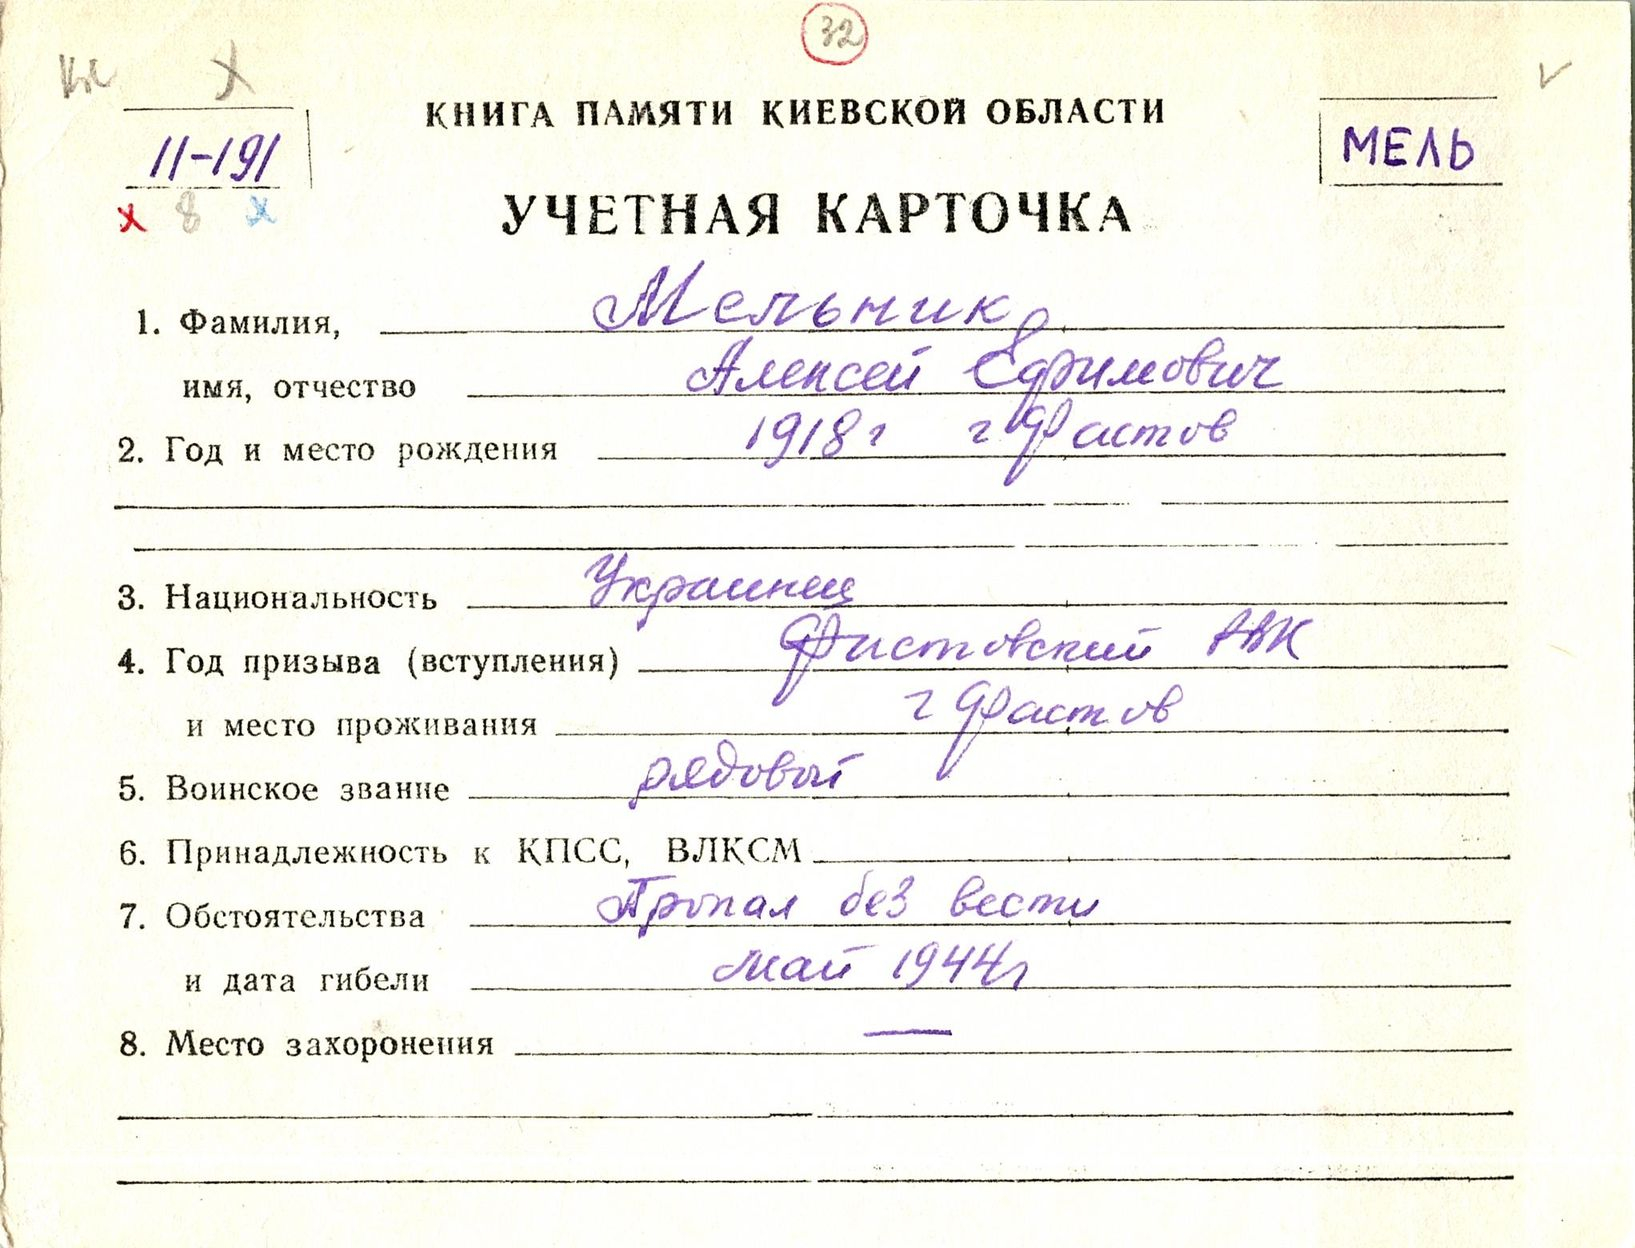 32
КНИГА ПАМЯТИ КИЕВСКОЙ ОБЛАСТИ
11-191
МЕЛЬ
х 8 х
УЧЕТНАЯ КАРТОЧКА
1. Фамилия, Мельник
имя, отчество Алексей Ефимович
2. Год и место рождения 1918г г Фастов
3. Национальность Украинец
4. Год призыва (вступления) Фастовский РВК
и место проживания г Фастов
5. Воинское звание рядовой
6. Принадлежность к КПСС, ВЛКСМ
7. Обстоятельства Пропал без вести
и дата гибели май 1944г
8. Место захоронения —